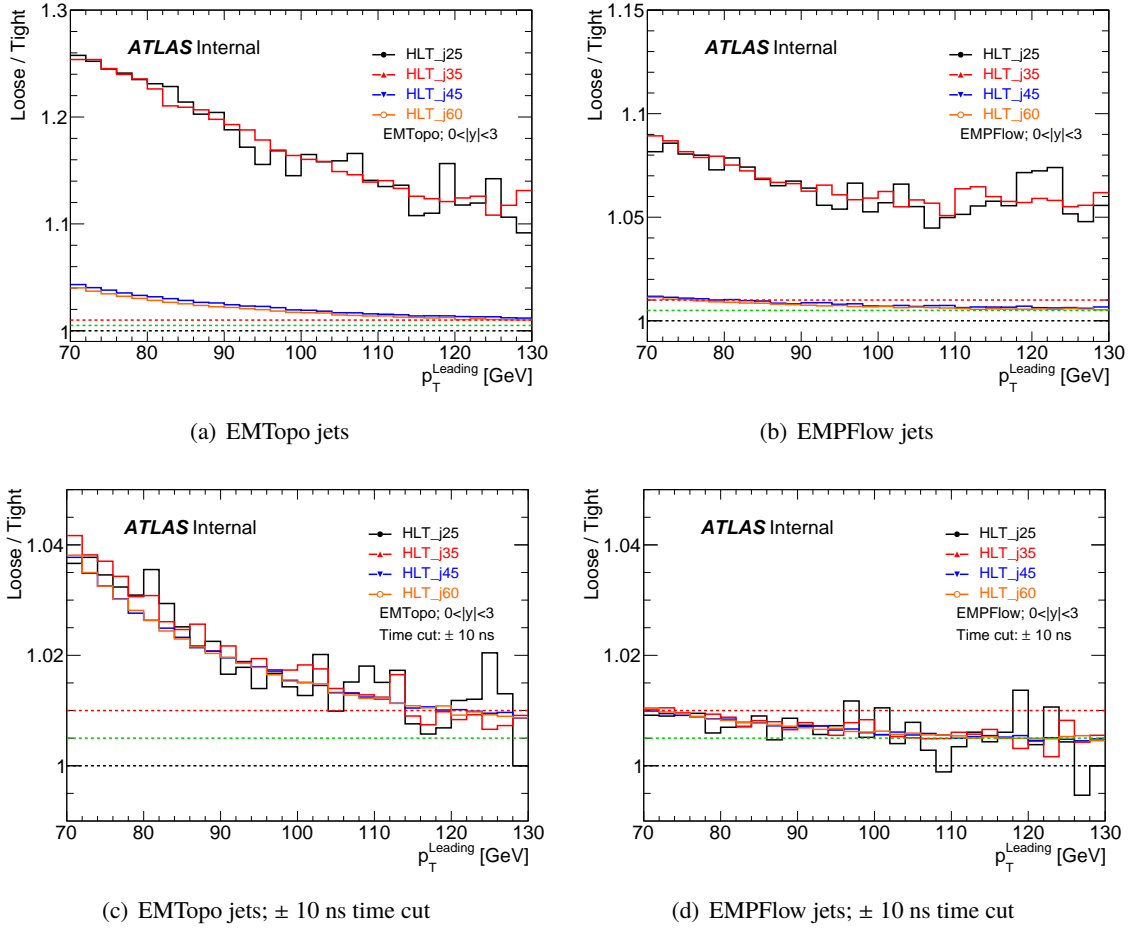 Loose / Tight
1.3
1.2
1.1
1
ATLAS Internal
HLT_j25
HLT_j35
HLT_j45
HLT_j60
EMTopo; 0<|y|<3
70 80 90 100 110 120 130
p_T^Leading [GeV]
(a) EMTopo jets
Loose / Tight
1.15
1.1
1.05
1
ATLAS Internal
HLT_j25
HLT_j35
HLT_j45
HLT_j60
EMPFlow; 0<|y|<3
70 80 90 100 110 120 130
p_T^Leading [GeV]
(b) EMPFlow jets
Loose / Tight
1.04
1.02
1
ATLAS Internal
HLT_j25
HLT_j35
HLT_j45
HLT_j60
EMTopo; 0<|y|<3
Time cut: ± 10 ns
70 80 90 100 110 120 130
p_T^Leading [GeV]
(c) EMTopo jets; ± 10 ns time cut
Loose / Tight
1.04
1.02
1
ATLAS Internal
HLT_j25
HLT_j35
HLT_j45
HLT_j60
EMPFlow; 0<|y|<3
Time cut: ± 10 ns
70 80 90 100 110 120 130
p_T^Leading [GeV]
(d) EMPFlow jets; ± 10 ns time cut